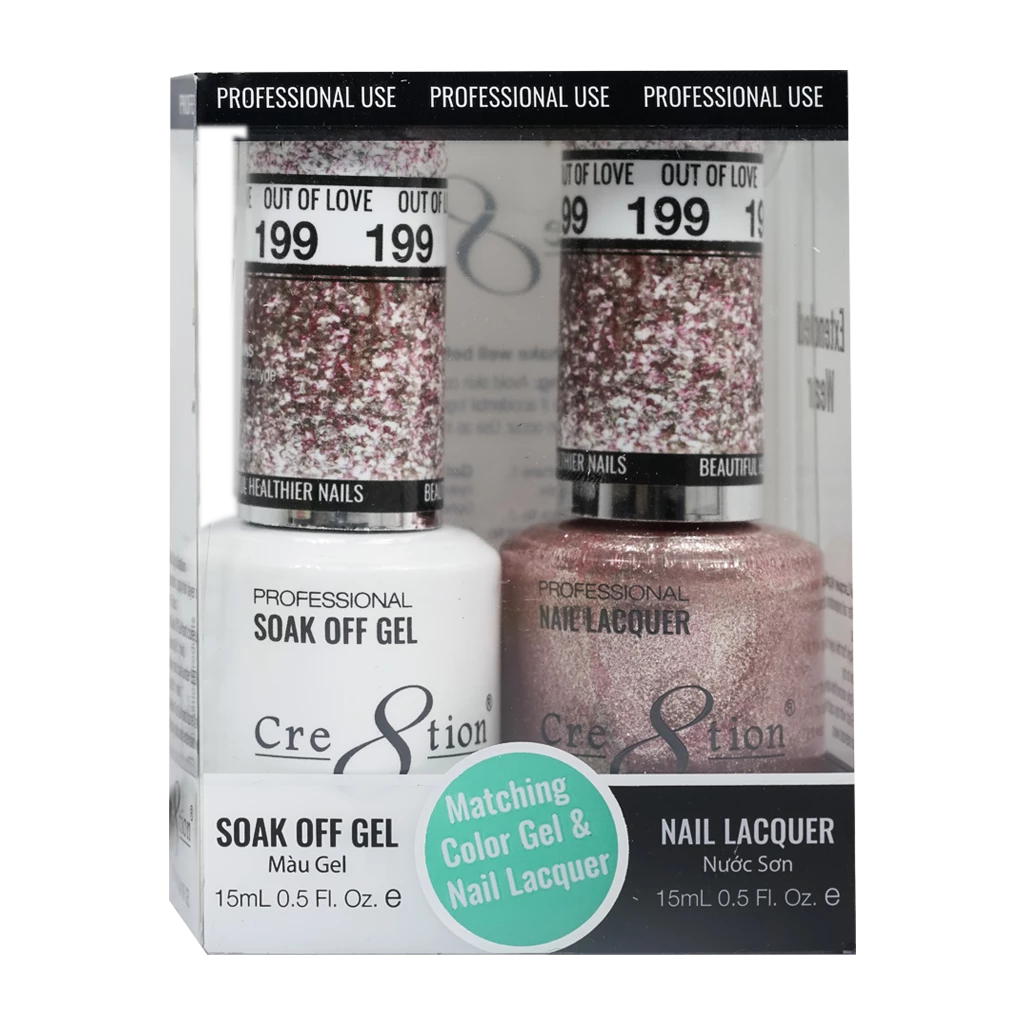 PROFESSIONAL USE PROFESSIONAL USE PROFESSIONAL USE
OUT OF LOVE OUT OF
199 199
HEALTHIER NAILS
OUT OF LOVE OUT OF LOVE
99 199 19
THIER NAILS BEAUTIFUL
Extended
Wear
PROFESSIONAL
SOAK OFF GEL
Cre8tion®
PROFESSIONAL
NAIL LACQUER
Cre8tion®
SOAK OFF GEL
Màu Gel
15mL 0.5 Fl. Oz. e
Matching
Color Gel &
Nail Lacquer
NAIL LACQUER
Nước Sơn
15mL 0.5 Fl. Oz. e